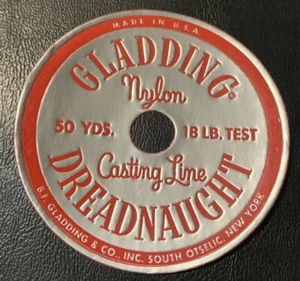 MADE IN U.S.A.
GLADDING®
Nylon
50 YDS. 18 LB. TEST
Casting Line
DREADNAUGHT
B.F. GLADDING & CO., INC. SOUTH OTSELIC, NEW YORK